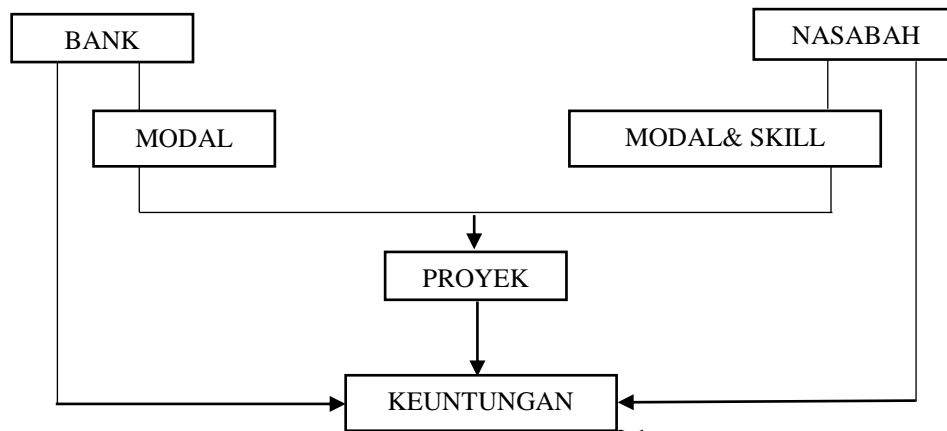 BANK
NASABAH
MODAL
MODAL& SKILL
PROYEK
KEUNTUNGAN